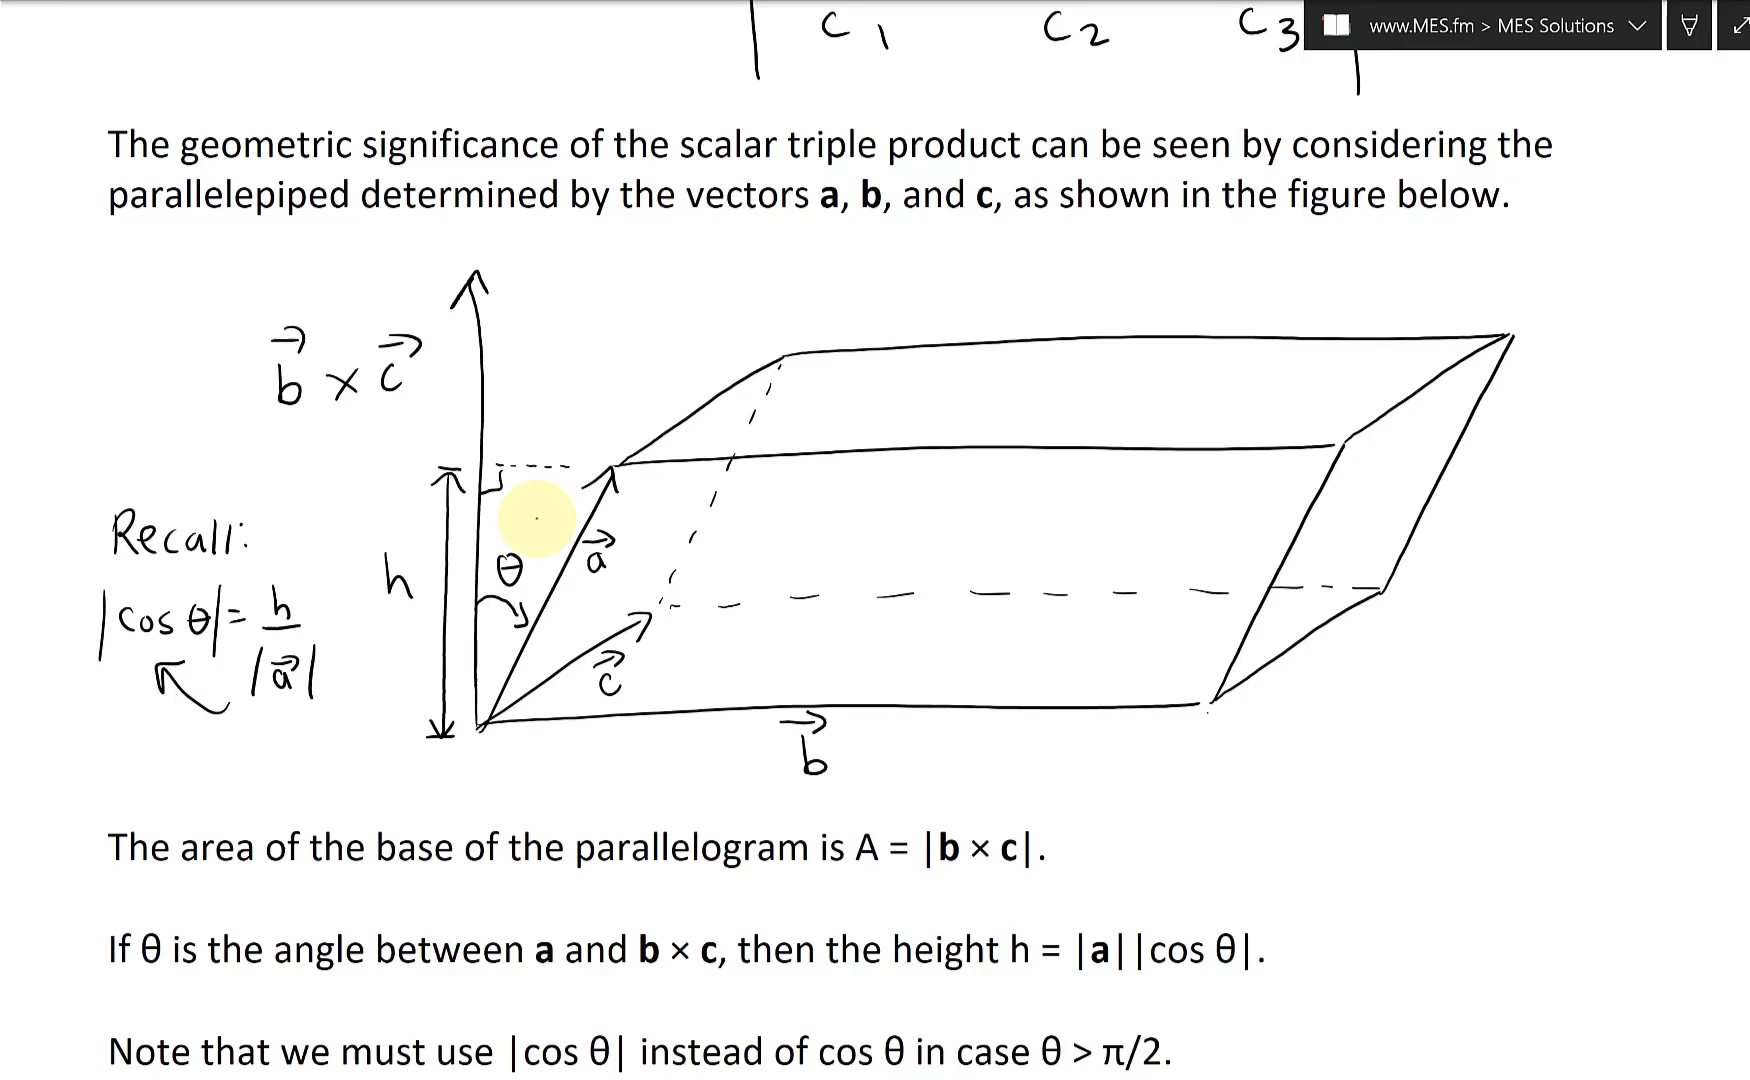 C1 C2 C3
www.MES.fm > MES Solutions
The geometric significance of the scalar triple product can be seen by considering the
parallelepiped determined by the vectors a, b, and c, as shown in the figure below.
b⃗ × c⃗
Recall:
|cos θ| = h/|a⃗|
h
θ
a⃗
c⃗
b⃗
The area of the base of the parallelogram is A = |b × c|.
If θ is the angle between a and b × c, then the height h = |a||cos θ|.
Note that we must use |cos θ| instead of cos θ in case θ > π/2.